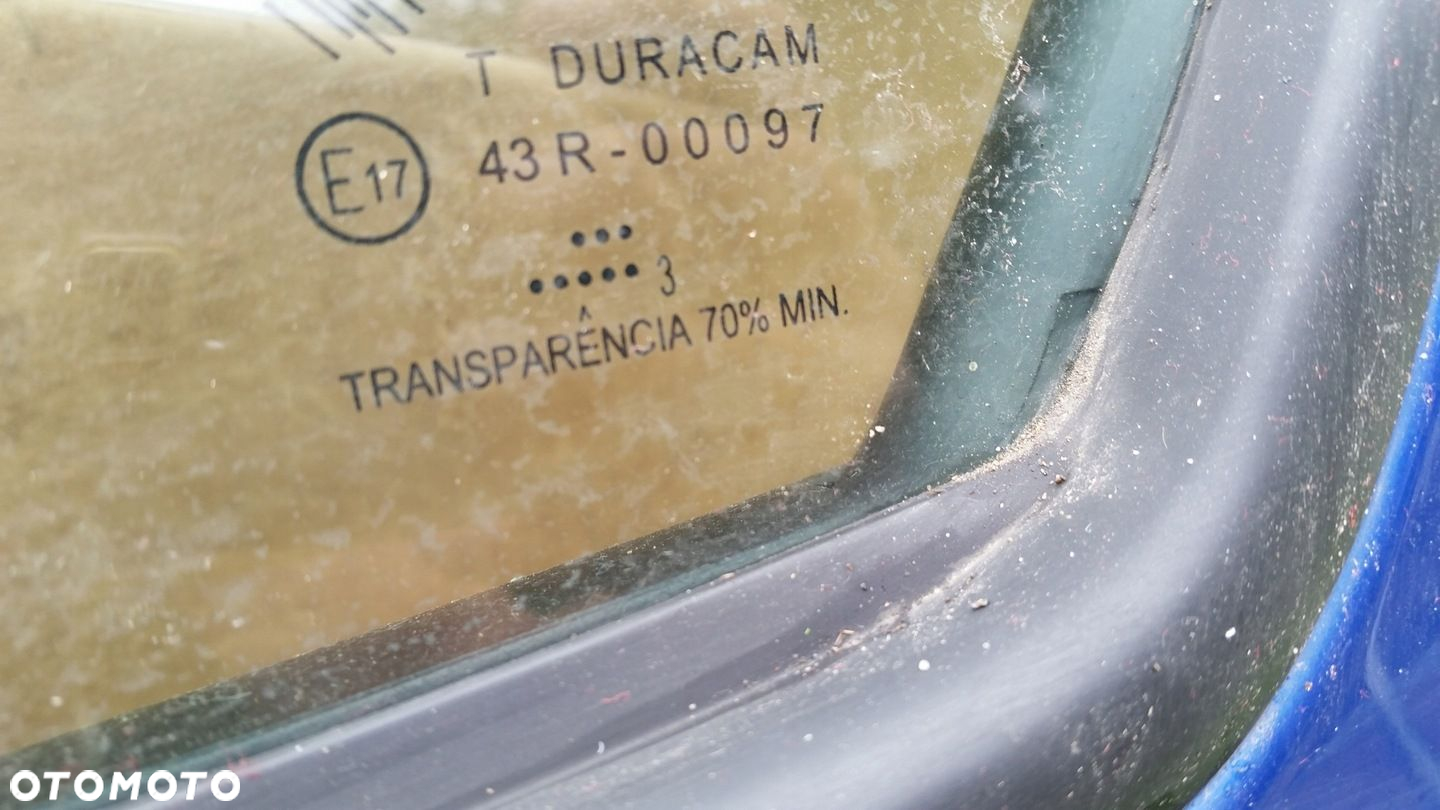 T DURACAM
E17
43R-00097
•••
••••• 3
TRANSPARÊNCIA 70% MIN.
OTOMOTO